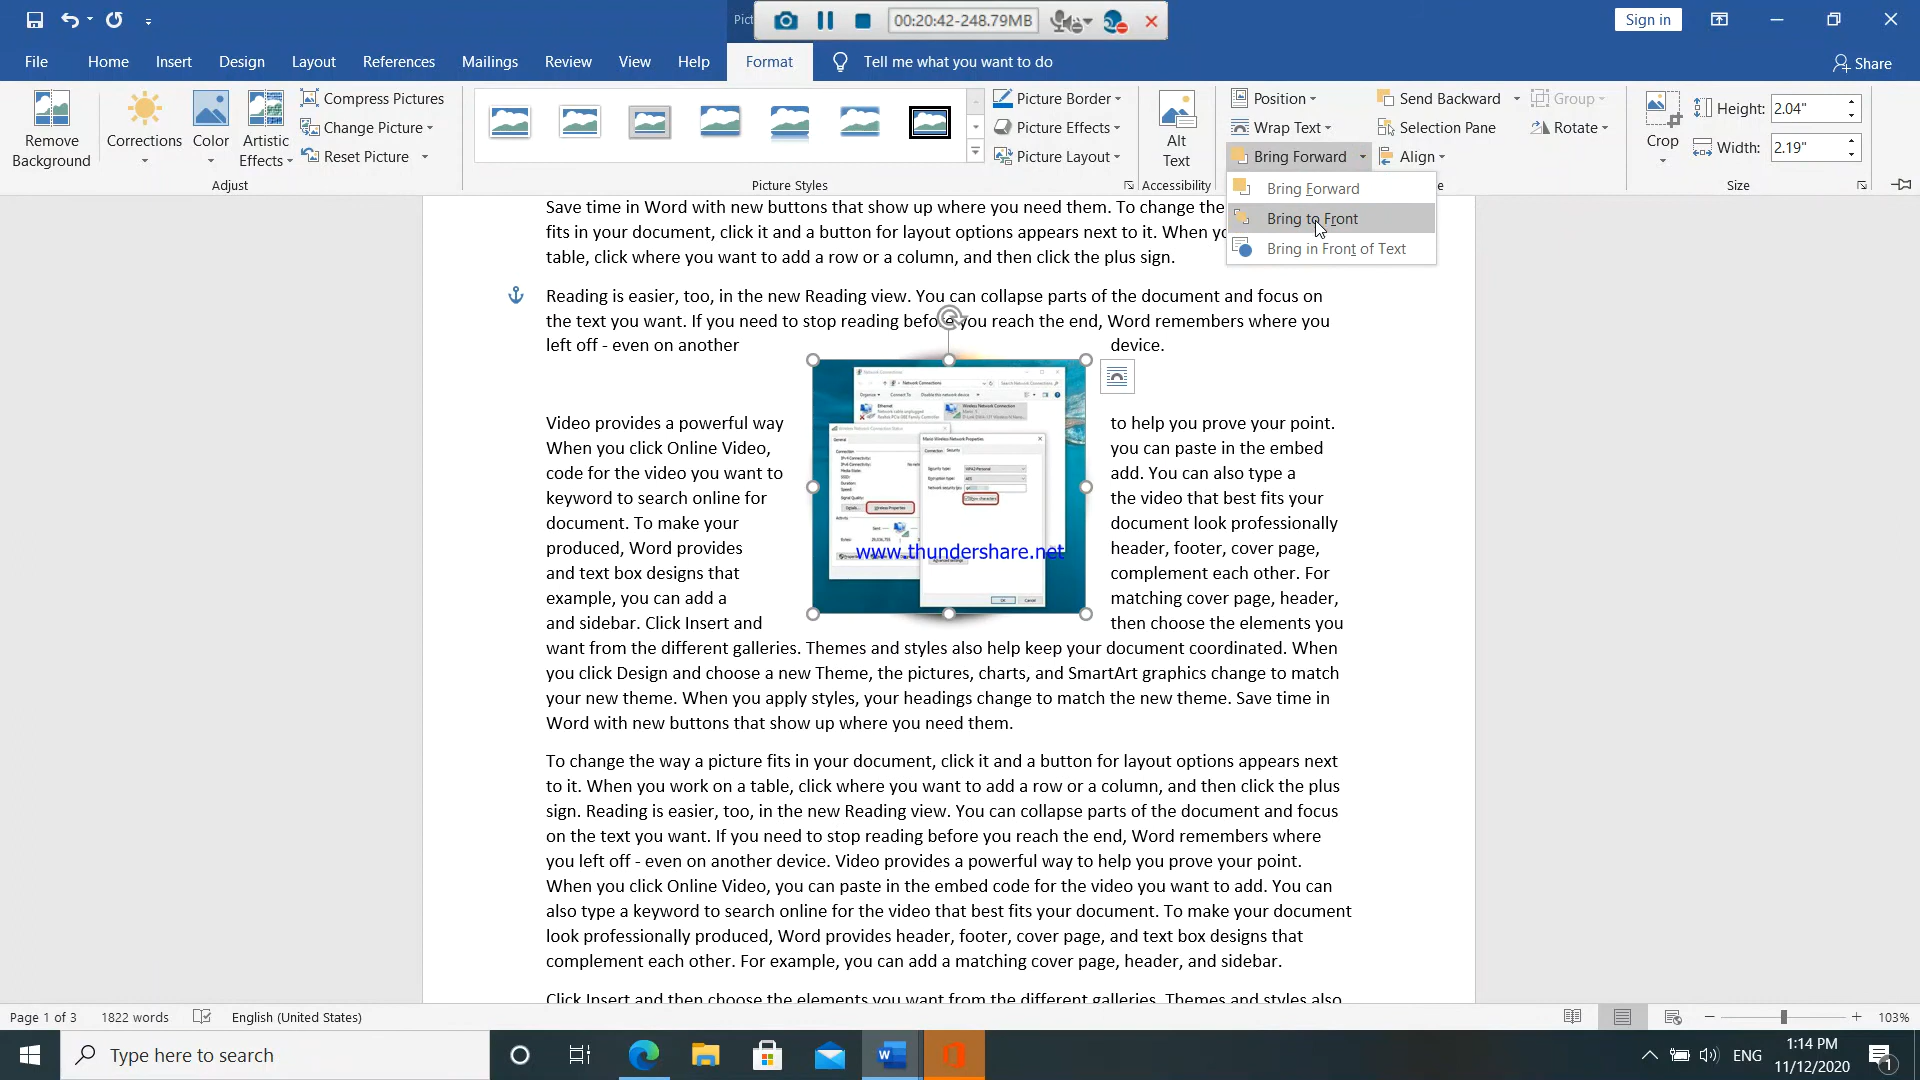 Pict
00:20:42-248.79MB
Sign in
File Home Insert Design Layout References Mailings Review View Help Format Tell me what you want to do Share
Remove Background
Corrections
Color
Artistic Effects
Compress Pictures
Change Picture
Reset Picture
Adjust
Picture Styles
Picture Border
Picture Effects
Picture Layout
Alt Text
Accessibility
Position
Wrap Text
Bring Forward
Send Backward
Selection Pane
Align
Group
Rotate
Crop
Height: 2.04"
Width: 2.19"
Size
Bring Forward
Bring to Front
Bring in Front of Text
Save time in Word with new buttons that show up where you need them. To change the
fits in your document, click it and a button for layout options appears next to it. When yo
table, click where you want to add a row or a column, and then click the plus sign.
Reading is easier, too, in the new Reading view. You can collapse parts of the document and focus on
the text you want. If you need to stop reading before you reach the end, Word remembers where you
left off - even on another device.
Network Connections
Video provides a powerful way to help you prove your point.
When you click Online Video, you can paste in the embed
code for the video you want to add. You can also type a
keyword to search online for the video that best fits your
document. To make your document look professionally
produced, Word provides header, footer, cover page,
and text box designs that complement each other. For
example, you can add a matching cover page, header,
and sidebar. Click Insert and then choose the elements you
www.thundershare.net
want from the different galleries. Themes and styles also help keep your document coordinated. When
you click Design and choose a new Theme, the pictures, charts, and SmartArt graphics change to match
your new theme. When you apply styles, your headings change to match the new theme. Save time in
Word with new buttons that show up where you need them.
To change the way a picture fits in your document, click it and a button for layout options appears next
to it. When you work on a table, click where you want to add a row or a column, and then click the plus
sign. Reading is easier, too, in the new Reading view. You can collapse parts of the document and focus
on the text you want. If you need to stop reading before you reach the end, Word remembers where
you left off - even on another device. Video provides a powerful way to help you prove your point.
When you click Online Video, you can paste in the embed code for the video you want to add. You can
also type a keyword to search online for the video that best fits your document. To make your document
look professionally produced, Word provides header, footer, cover page, and text box designs that
complement each other. For example, you can add a matching cover page, header, and sidebar.
Click Insert and then choose the elements you want from the different galleries. Themes and styles also
Page 1 of 3 1822 words English (United States) 103%
Type here to search
ENG
1:14 PM
11/12/2020
1